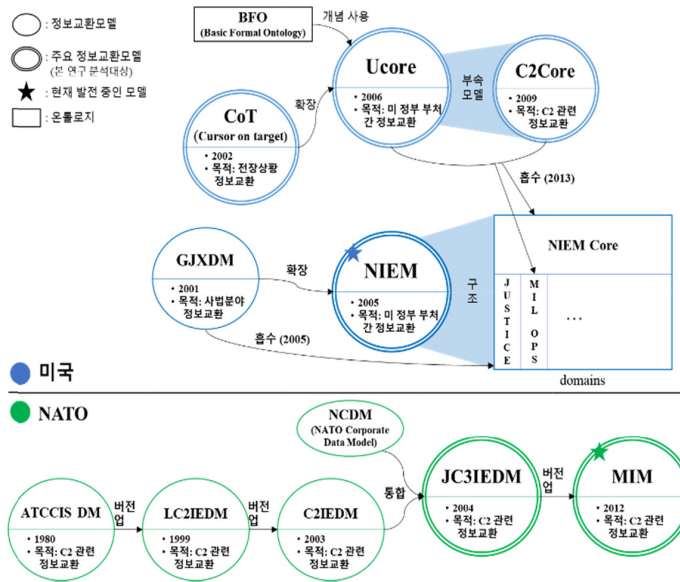 : 정보교환모델
: 주요 정보교환모델
(본 연구 분석대상)
: 현재 발전 중인 모델
: 온톨로지
BFO
(Basic Formal Ontology)
개념 사용
Ucore
• 2006
• 목적: 미 정부 부처
간 정보교환
부속
모델
C2Core
• 2009
• 목적: C2 관련
정보교환
확장
CoT
(Cursor on target)
• 2002
• 목적: 전장상황
정보교환
흡수 (2013)
GJXDM
• 2001
• 목적: 사법분야
정보교환
확장
NIEM
• 2005
• 목적: 미 정부 부처
간 정보교환
구조
NIEM Core
JUSTICE
MIL OPS
...
흡수 (2005)
domains
미국
NATO
NCDM
(NATO Corporate
Data Model)
ATCCIS DM
• 1980
• 목적: C2 관련
정보교환
버전
업
LC2IEDM
• 1999
• 목적: C2 관련
정보교환
버전
업
C2IEDM
• 2003
• 목적: C2 관련
정보교환
통합
JC3IEDM
• 2004
• 목적: C2 관련
정보교환
버전
업
MIM
• 2012
• 목적: C2 관련
정보교환